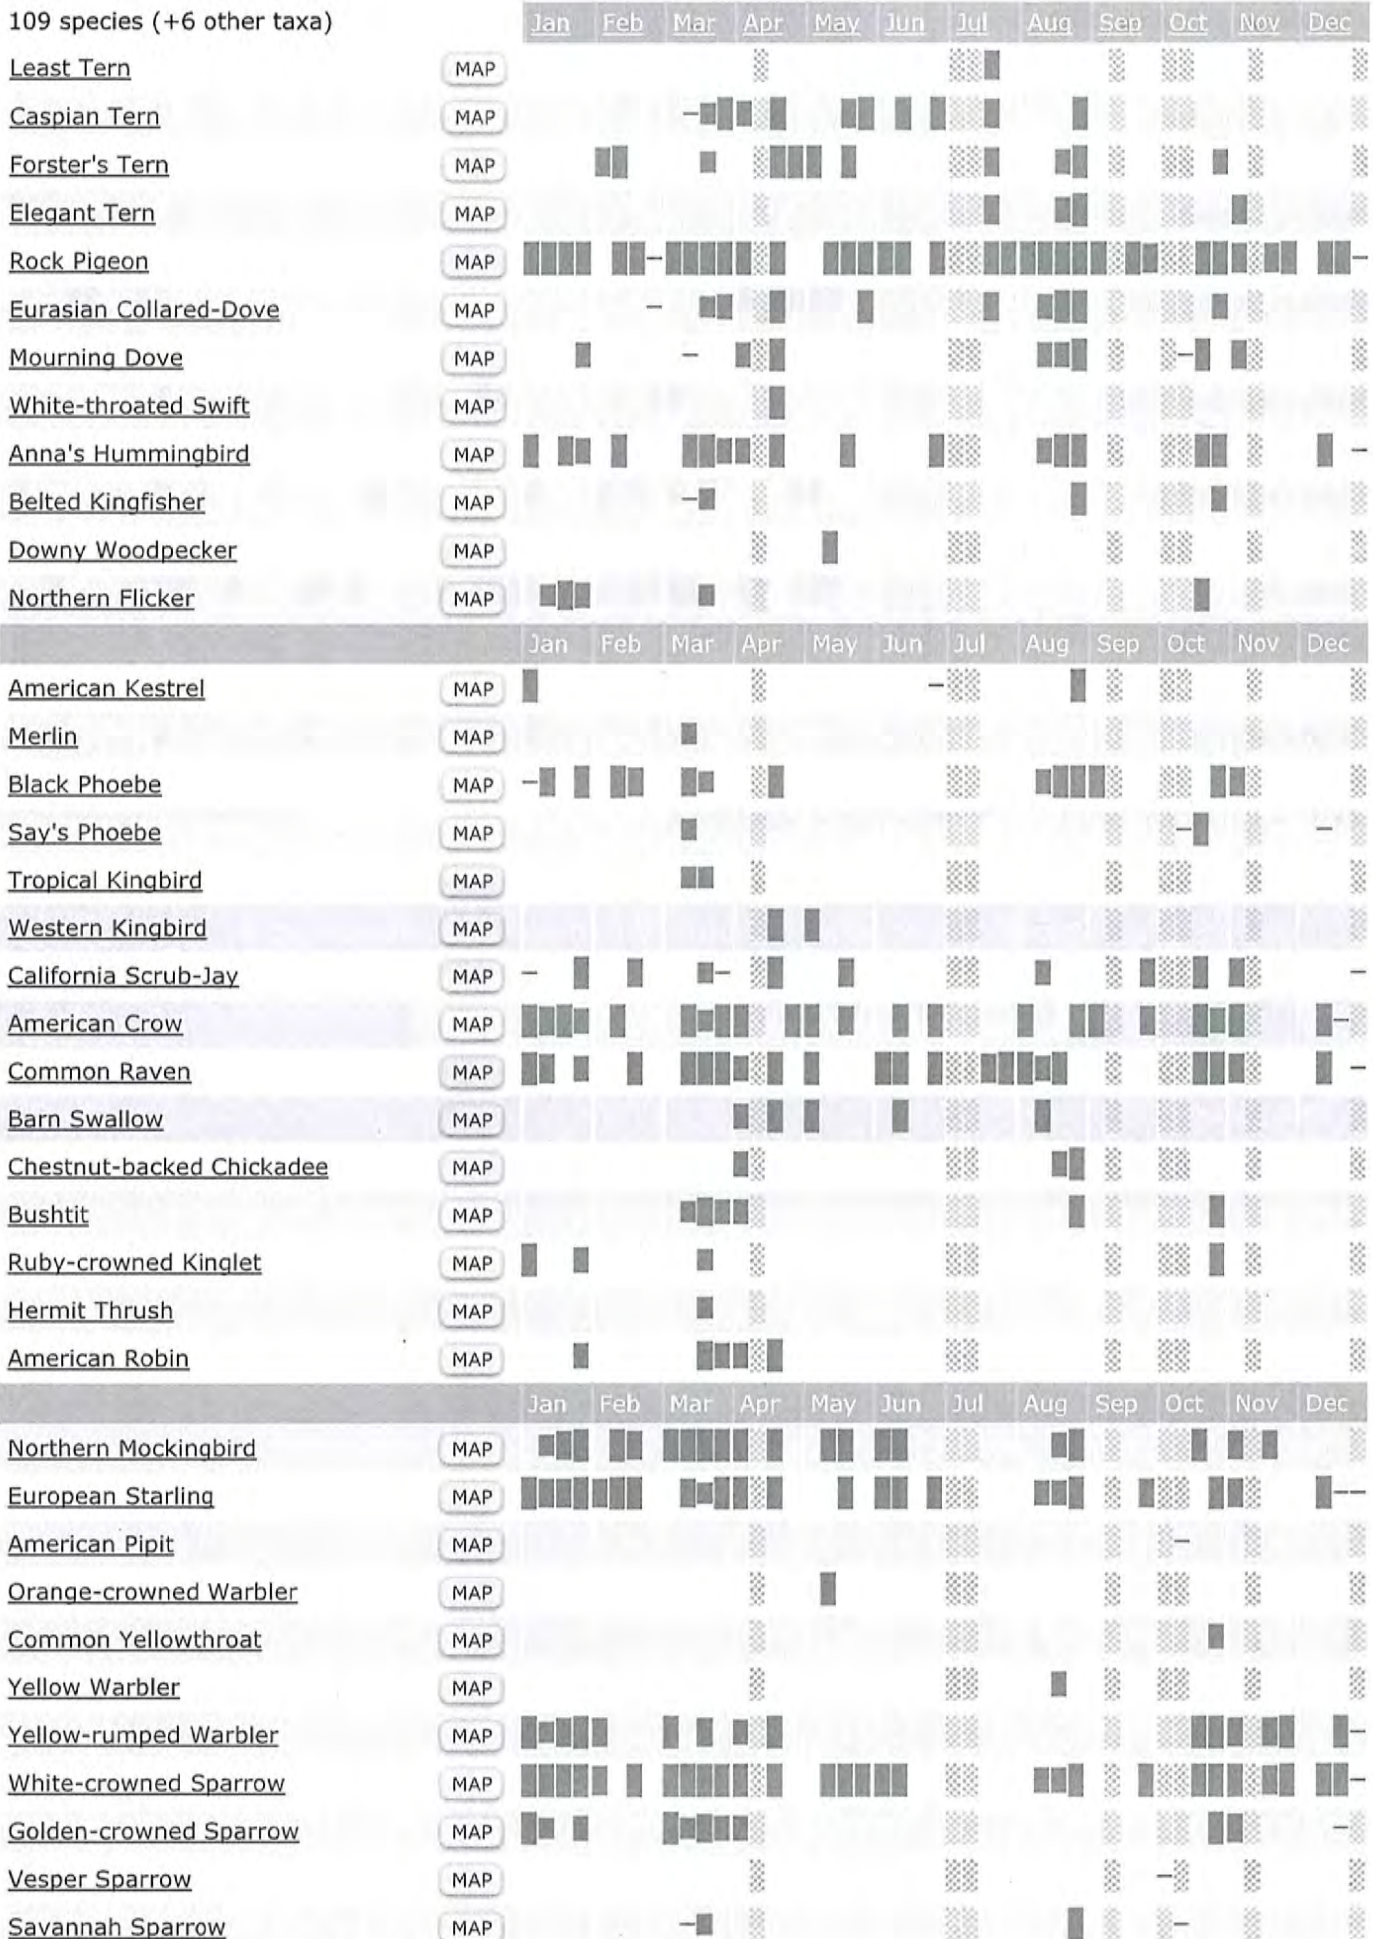 109 species (+6 other taxa) Jan Feb Mar Apr May Jun Jul Aug Sep Oct Nov Dec
Least Tern MAP
Caspian Tern MAP
Forster's Tern MAP
Elegant Tern MAP
Rock Pigeon MAP
Eurasian Collared-Dove MAP
Mourning Dove MAP
White-throated Swift MAP
Anna's Hummingbird MAP
Belted Kingfisher MAP
Downy Woodpecker MAP
Northern Flicker MAP
Jan Feb Mar Apr May Jun Jul Aug Sep Oct Nov Dec
American Kestrel MAP
Merlin MAP
Black Phoebe MAP
Say's Phoebe MAP
Tropical Kingbird MAP
Western Kingbird MAP
California Scrub-Jay MAP
American Crow MAP
Common Raven MAP
Barn Swallow MAP
Chestnut-backed Chickadee MAP
Bushtit MAP
Ruby-crowned Kinglet MAP
Hermit Thrush MAP
American Robin MAP
Jan Feb Mar Apr May Jun Jul Aug Sep Oct Nov Dec
Northern Mockingbird MAP
European Starling MAP
American Pipit MAP
Orange-crowned Warbler MAP
Common Yellowthroat MAP
Yellow Warbler MAP
Yellow-rumped Warbler MAP
White-crowned Sparrow MAP
Golden-crowned Sparrow MAP
Vesper Sparrow MAP
Savannah Sparrow MAP